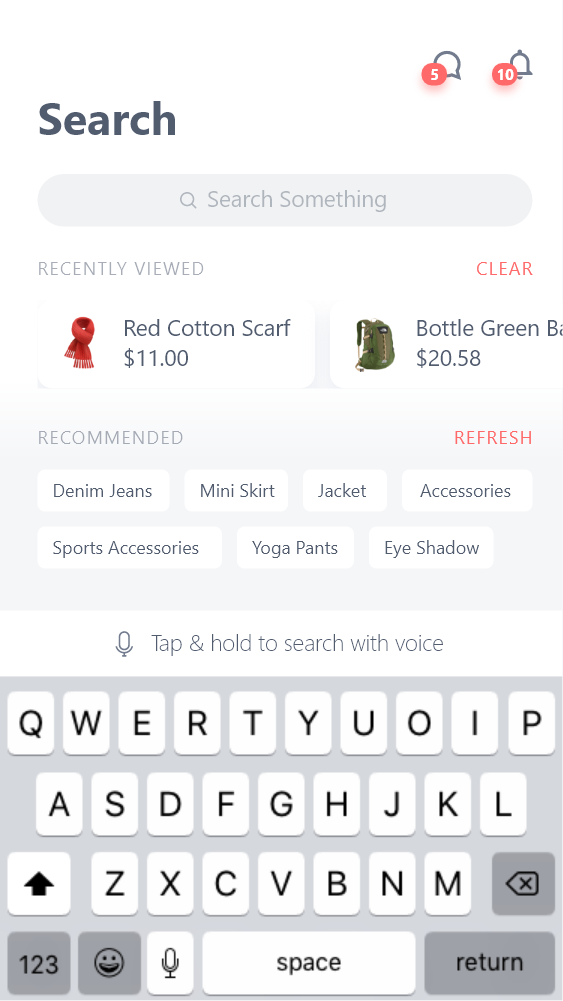 5
10
Search
Search Something
RECENTLY VIEWED
CLEAR
Red Cotton Scarf
$11.00
Bottle Green Ba
$20.58
RECOMMENDED
REFRESH
Denim Jeans
Mini Skirt
Jacket
Accessories
Sports Accessories
Yoga Pants
Eye Shadow
Tap & hold to search with voice
Q W E R T Y U O I P
A S D F G H J K L
Z X C V B N M
123
space
return